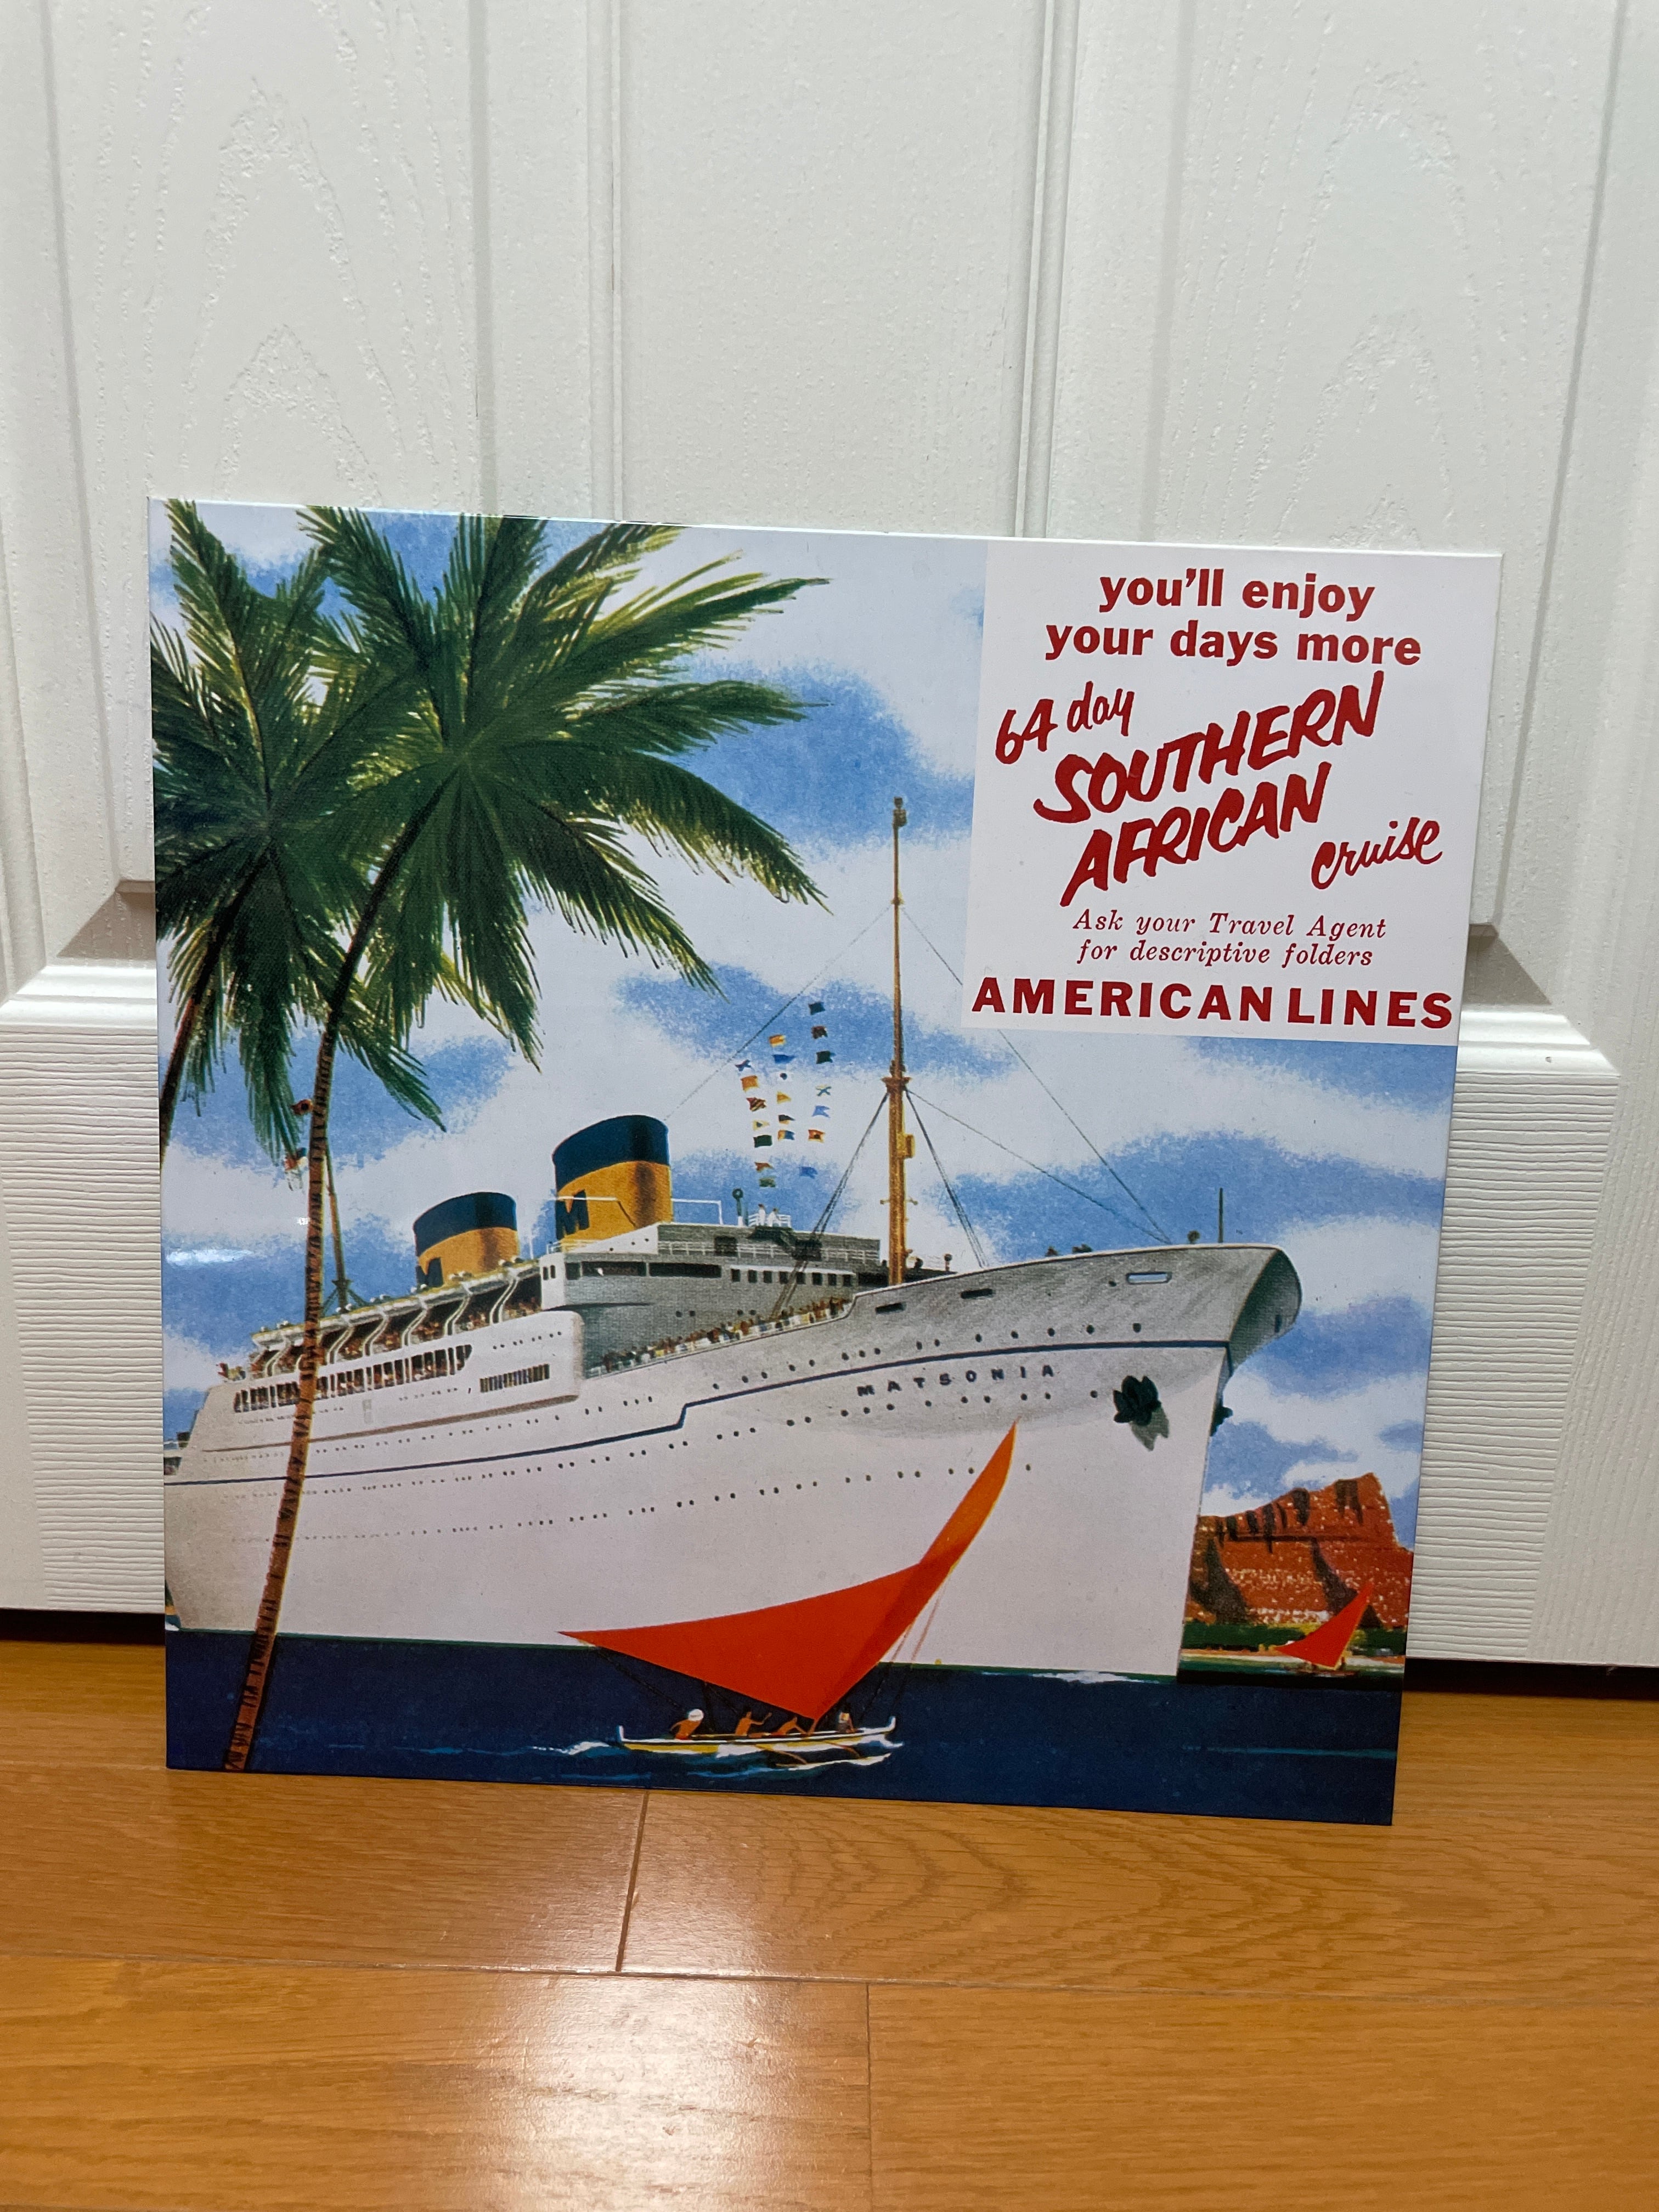 you'll enjoy
your days more
64 day
SOUTHERN
AFRICAN
cruise
Ask your Travel Agent
for descriptive folders
AMERICAN LINES
M
MATSONIA